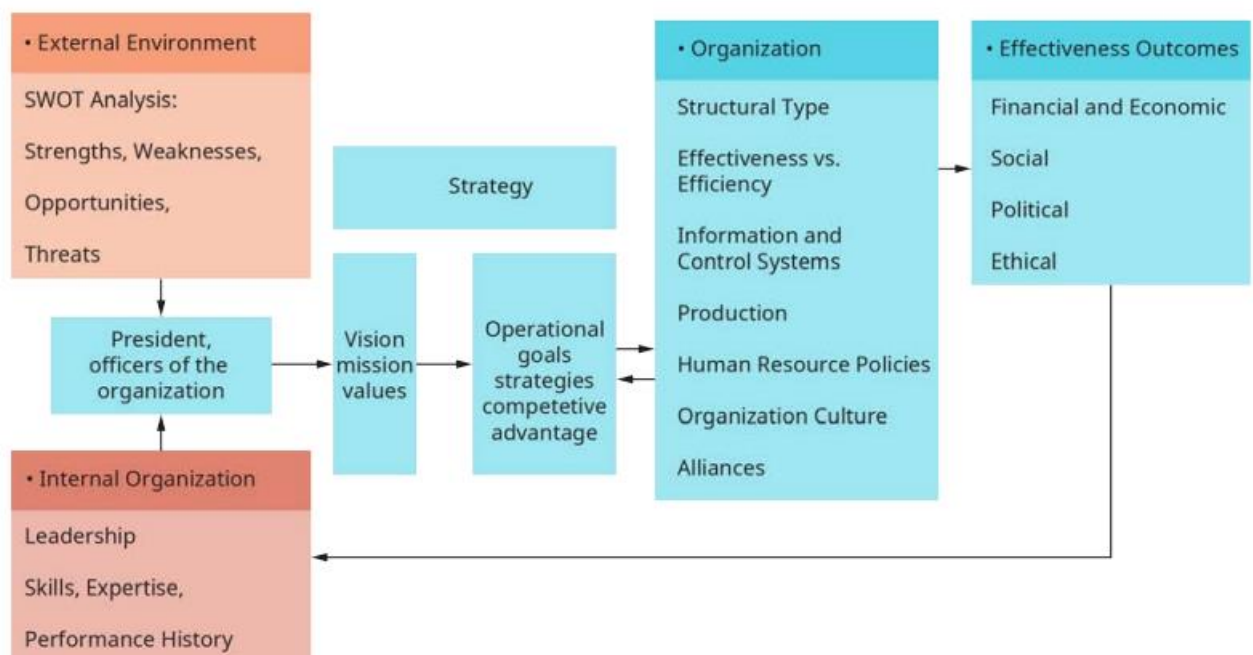 • External Environment
SWOT Analysis:
Strengths, Weaknesses,
Opportunities,
Threats
President,
officers of the
organization
• Internal Organization
Leadership
Skills, Expertise,
Performance History
Strategy
Vision
mission
values
Operational
goals
strategies
competetive
advantage
• Organization
Structural Type
Effectiveness vs.
Efficiency
Information and
Control Systems
Production
Human Resource Policies
Organization Culture
Alliances
• Effectiveness Outcomes
Financial and Economic
Social
Political
Ethical